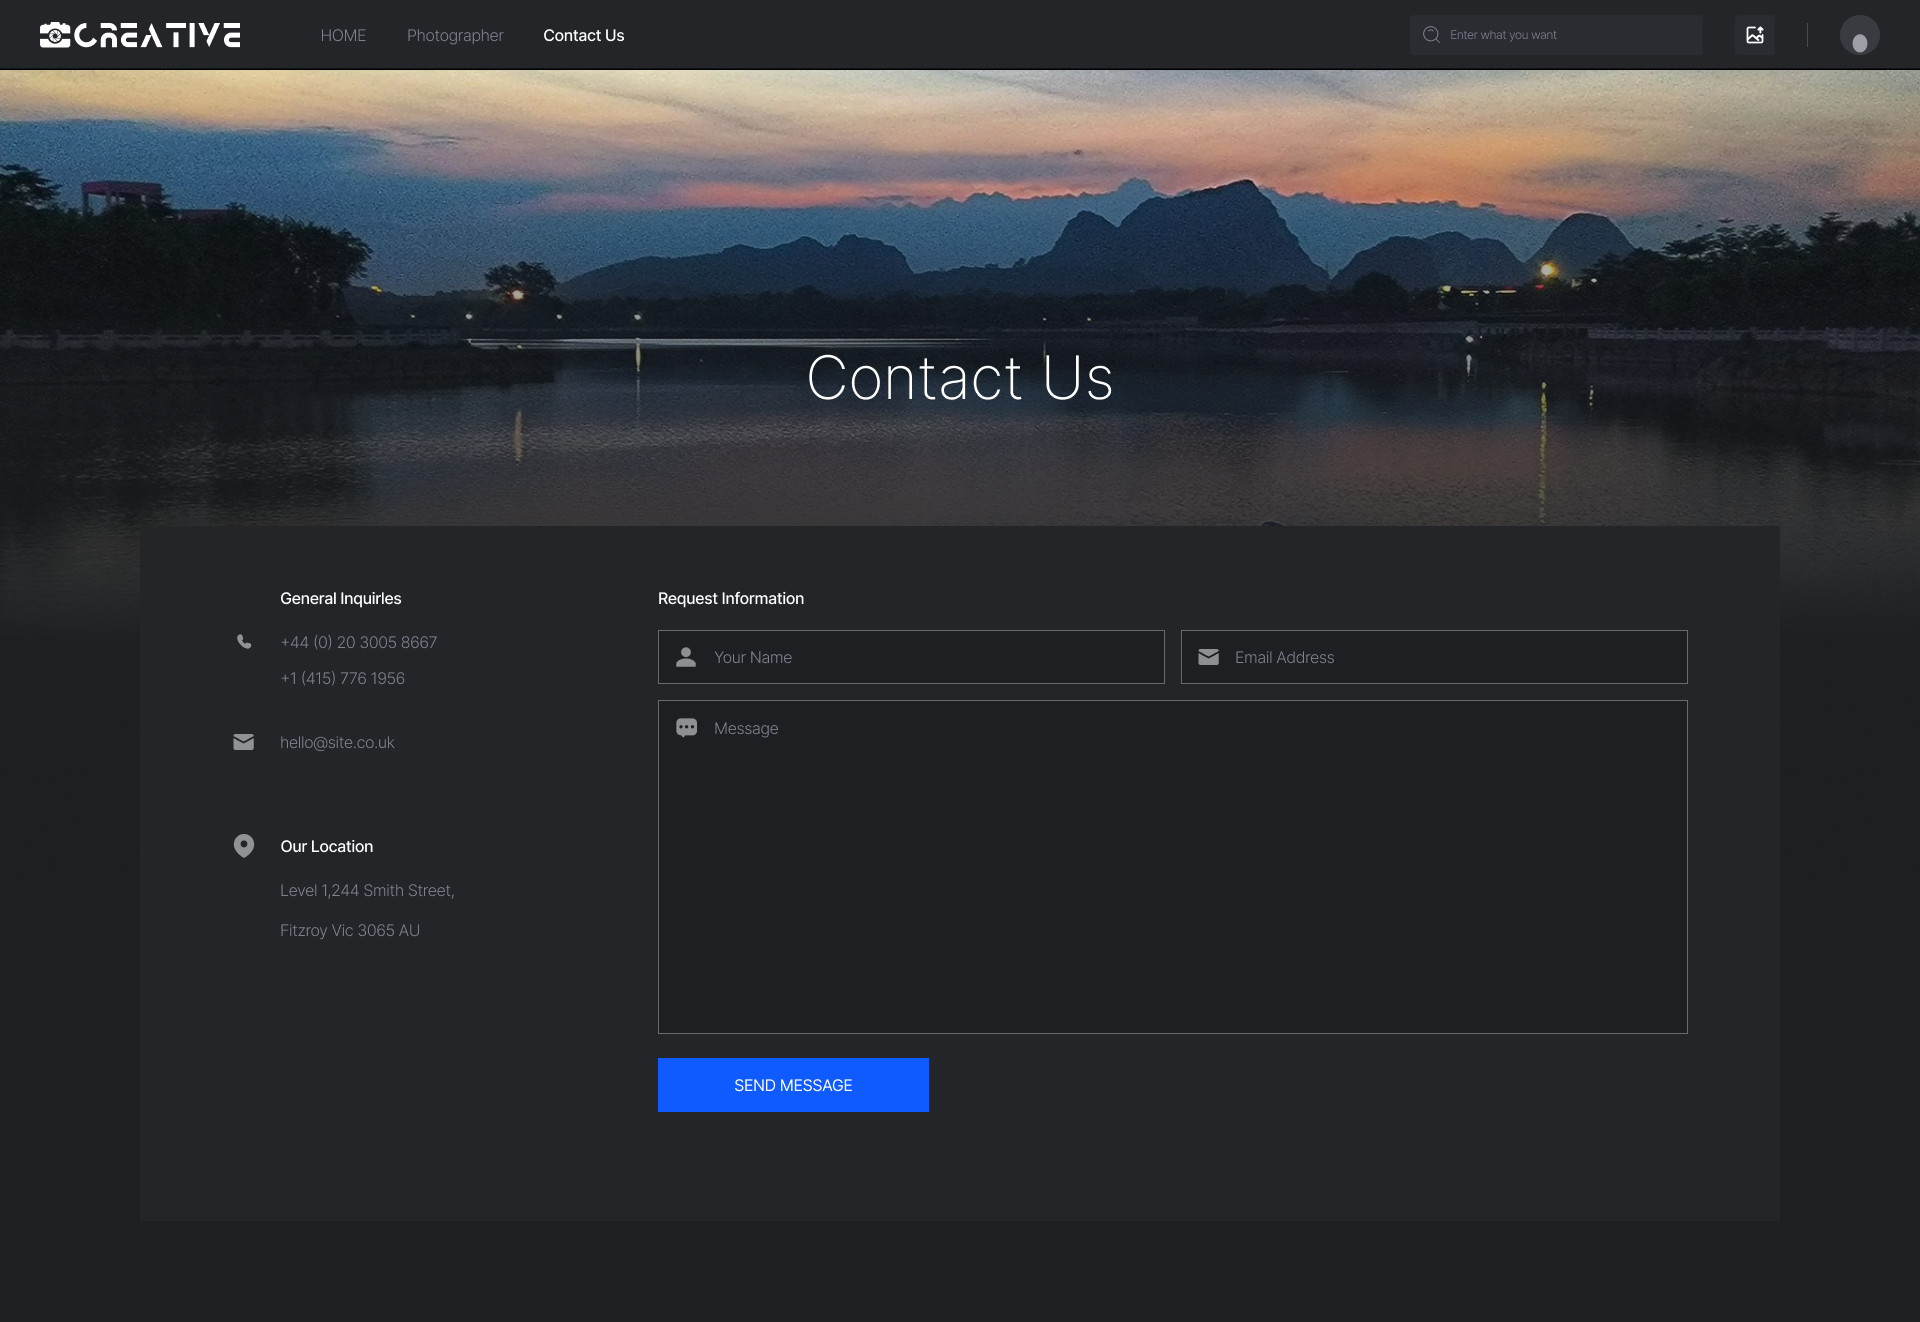 CREATIVE
HOME
Photographer
Contact Us
Enter what you want
Contact Us
General Inquirles
+44 (0) 20 3005 8667
+1 (415) 776 1956
hello@site.co.uk
Our Location
Level 1,244 Smith Street,
Fitzroy Vic 3065 AU
Request Information
Your Name
Email Address
Message
SEND MESSAGE